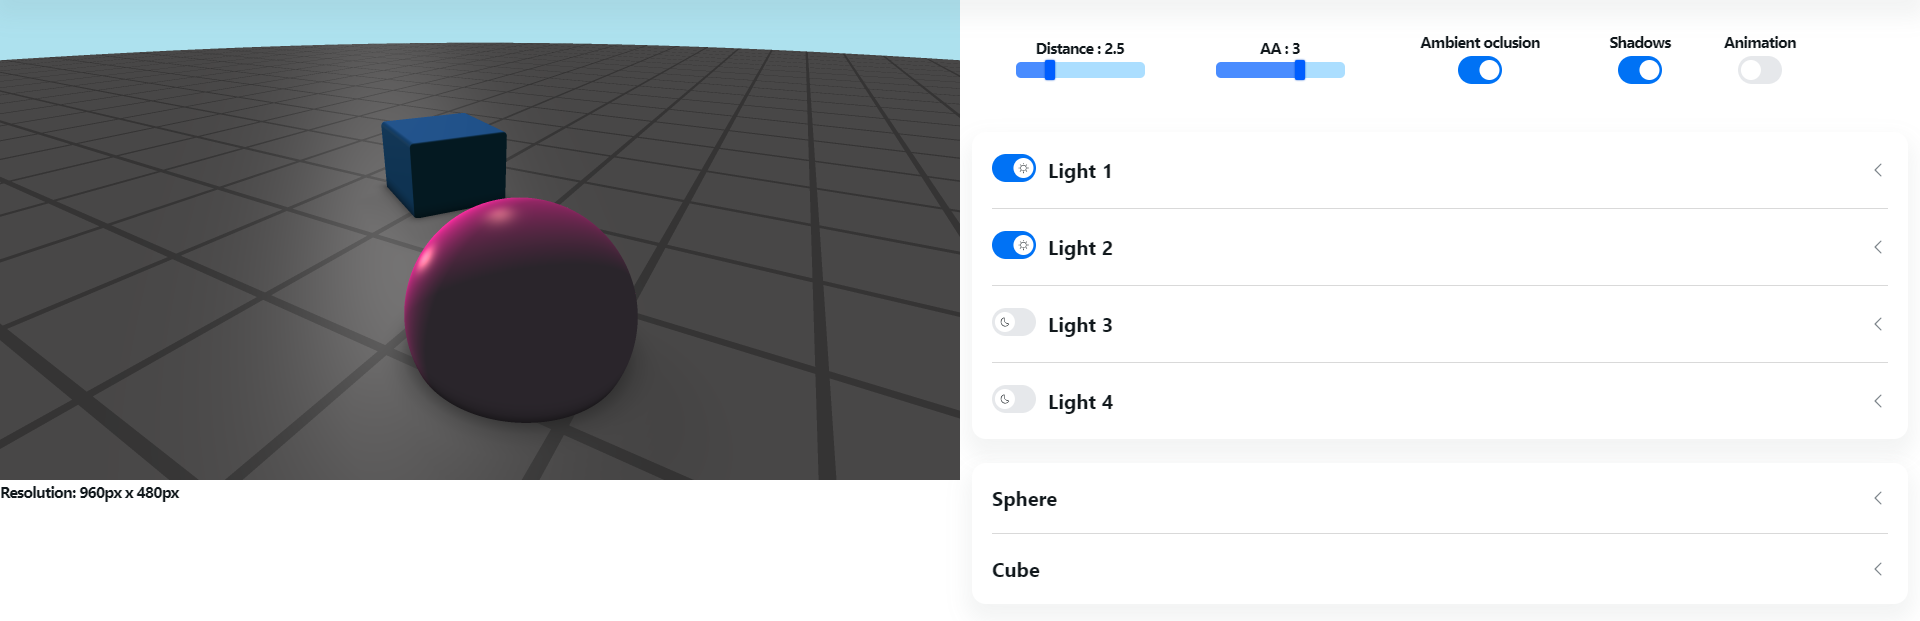 Distance : 2.5
AA : 3
Ambient oclusion
Shadows
Animation
Light 1
Light 2
Light 3
Light 4
Resolution: 960px x 480px
Sphere
Cube